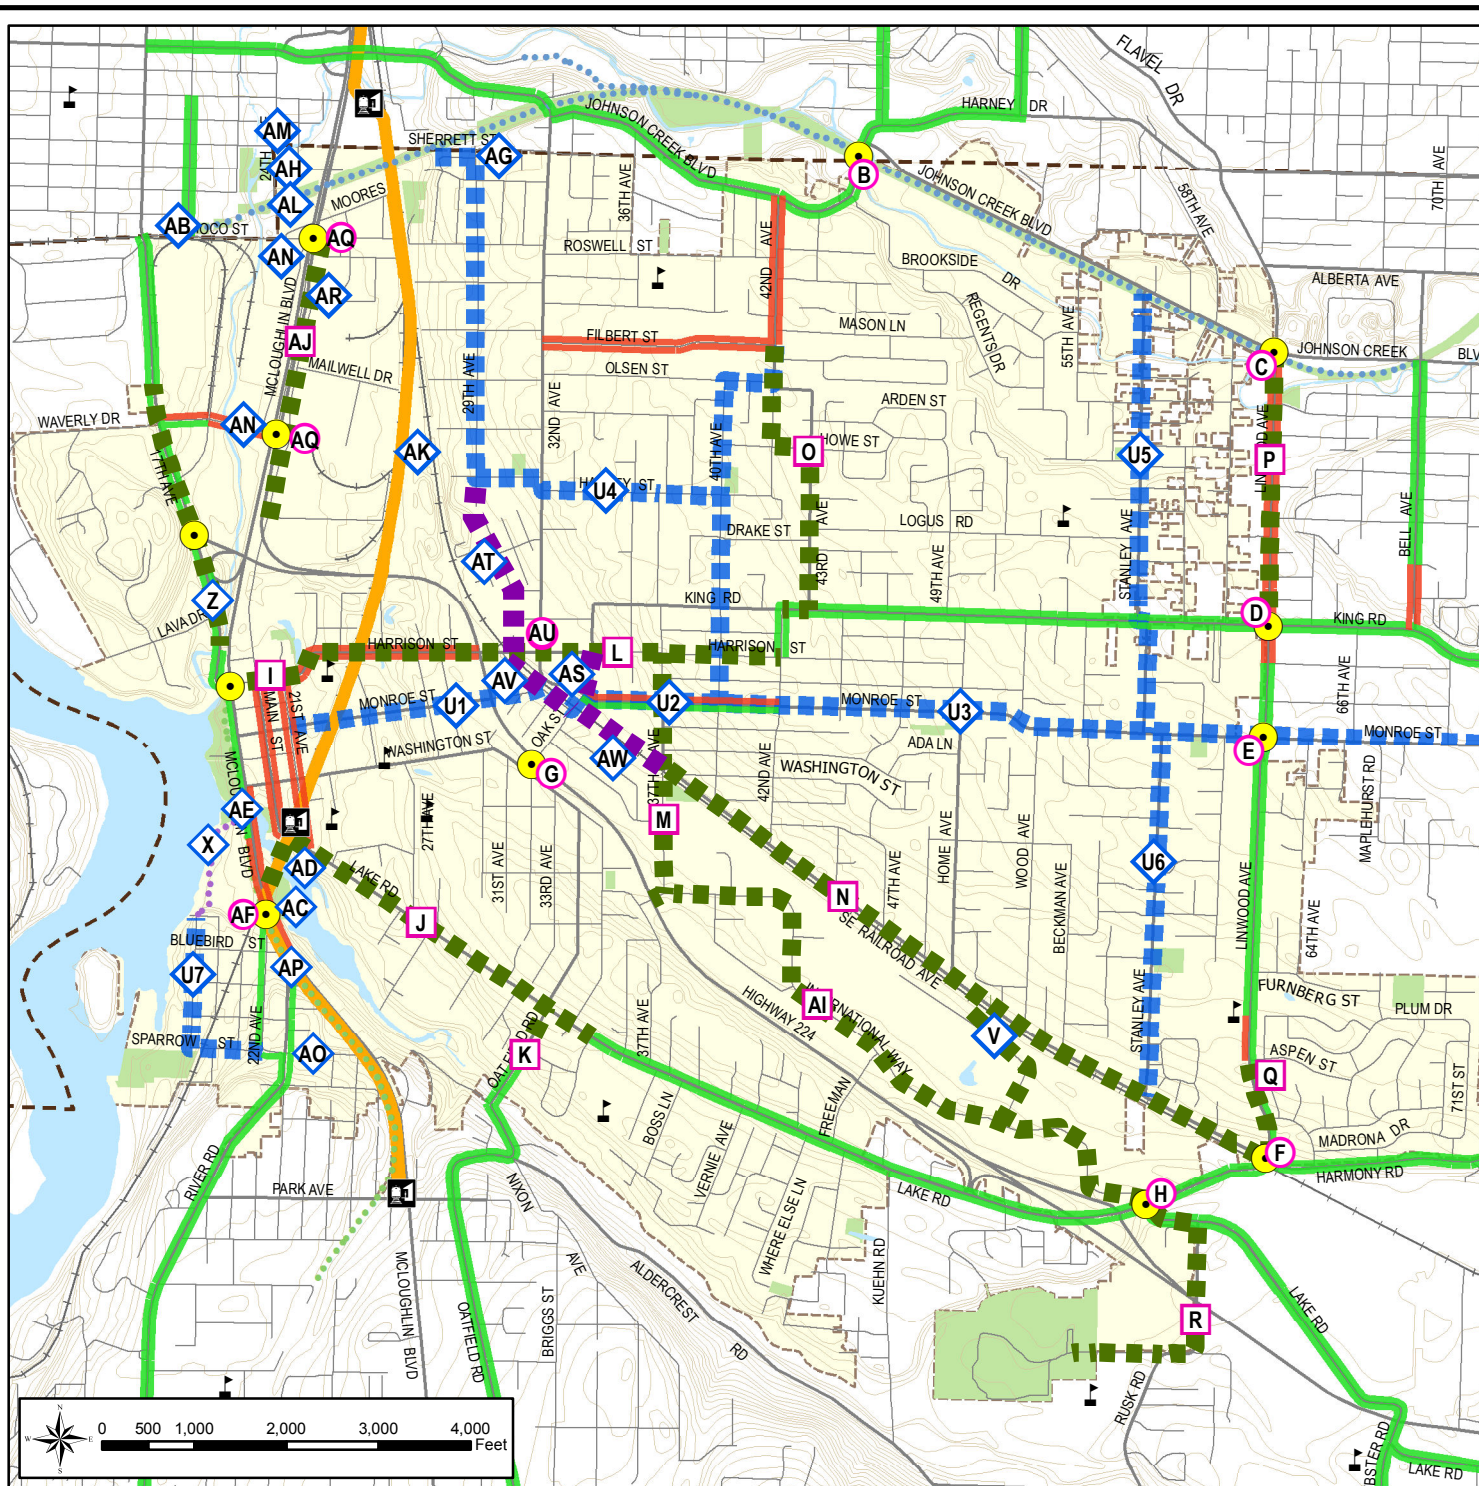 FLAVEL DR
HARNEY DR
24TH
AM
SHERRETT ST
JOHNSON CREEK BLVD
AG
B
AH
AL
MOORES
36TH AVE
JOHNSON CREEK BLVD
58TH AVE
70TH AVE
AB
OCO ST
AQ
AN
ROSWELL ST
42ND AVE
BROOKSIDE DR
ALBERTA AVE
AR
MCLOUGHLIN BLVD
REGENTS DR
55TH AVE
AJ
FILBERT ST
MASON LN
JOHNSON CREEK BLV
C
MAILWELL DR
OLSEN ST
29TH AVE
32ND AVE
ARDEN ST
WAVERLY DR
AN
AQ
AK
40TH AVE
HOWE ST
O
U5
P
17TH AVE
U4
DRAKE ST
43RD AVE
LOGUS RD
49TH AVE
STANLEY AVE
BELL AVE
AT
Z
LAVA DR
KING RD
D
KING RD
HARRISON ST
AU
L
HARRISON ST
I
AV
AS
66TH AVE
MAIN ST
21ST AVE
MONROE ST
U1
U2
MONROE ST
U3
MONROE ST
WASHINGTON ST
OAK S
ADA LN
E
G
AW
37TH AVE
42ND AVE
WASHINGTON ST
AE
M
27TH AVE
MAPLEHURST RD
X
BLVD
AD
LAKE RD
31ST AVE
33RD AVE
HOME AVE
WOOD AVE
BECKMAN AVE
U6
AC
AF
J
N
47TH AVE
LINWOOD AVE
64TH AVE
BLUEBIRD ST
SE RAILROAD AVE
U7
AP
AI
INTERNATIONAL WAY
HIGHWAY 224
FURNBERG ST
PLUM DR
SPARROW ST
22ND AVE
AO
37TH AVE
K
V
STANLEY AVE
ASPEN ST
Q
71ST ST
BOSS LN
VERNIE AVE
FREEMAN
MADRONA DR
F
HARMONY RD
RIVER RD
PARK AVE
NIXON AVE
LAKE RD
H
WHERE ELSE LN
KUEHN RD
MCLOUGHLIN BLVD
OATFIELD RD
BRIGGS ST
ALDERCREST RD
R
LAKE RD
RUSK RD
BSTER RD
LAKE RD
N
W
E
S
0 500 1,000 2,000 3,000 4,000
Feet